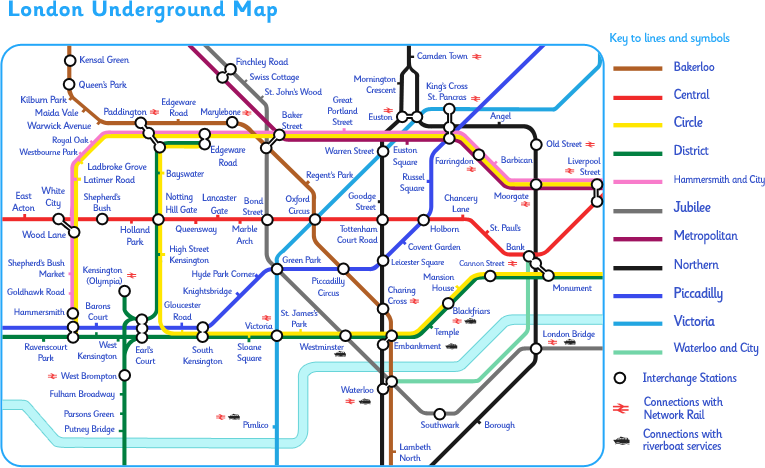 London Underground Map
Kensal Green
Queen's Park
Kilburn Park
Maida Vale
Warwick Avenue
Paddington
Edgeware
Road
Marylebone
Royal Oak
Westbourne Park
Finchley Road
Swiss Cottage
St. John's Wood
Baker
Street
Great
Portland
Street
Camden Town
Mornington
Crescent
Euston
King's Cross
St. Pancras
Angel
Old Street
Liverpool
Street
Edgeware
Road
Warren Street
Euston
Square
Farringdon
Barbican
Moorgate
Ladbroke Grove
Latimer Road
Bayswater
Regent's Park
Russel
Square
East
Acton
White
City
Shepherd's
Bush
Notting
Hill Gate
Lancaster
Gate
Bond
Street
Oxford
Circus
Goodge
Street
Chancery
Lane
St. Paul's
Wood Lane
Holland
Park
Queensway
Marble
Arch
Tottenham
Court Road
Holborn
Bank
Covent Garden
High Street
Kensington
Shepherd's Bush
Market
Kensington
(Olympia)
Hyde Park Corner
Green Park
Leicester Square
Cannon Street
Goldhawk Road
Knightsbridge
Piccadilly
Circus
Mansion
House
Monument
Charing
Cross
Hammersmith
Barons
Court
Gloucester
Road
Victoria
St. James's
Park
Blackfriars
Temple
Ravenscourt
Park
West
Kensington
Earl's
Court
South
Kensington
Sloane
Square
Westminster
Embankment
London Bridge
West Brompton
Fulham Broadway
Waterloo
Parsons Green
Putney Bridge
Pimlico
Southwark
Borough
Lambeth
North
Key to lines and symbols
Bakerloo
Central
Circle
District
Hammersmith and City
Jubilee
Metropolitan
Northern
Piccadilly
Victoria
Waterloo and City
Interchange Stations
Connections with
Network Rail
Connections with
riverboat services